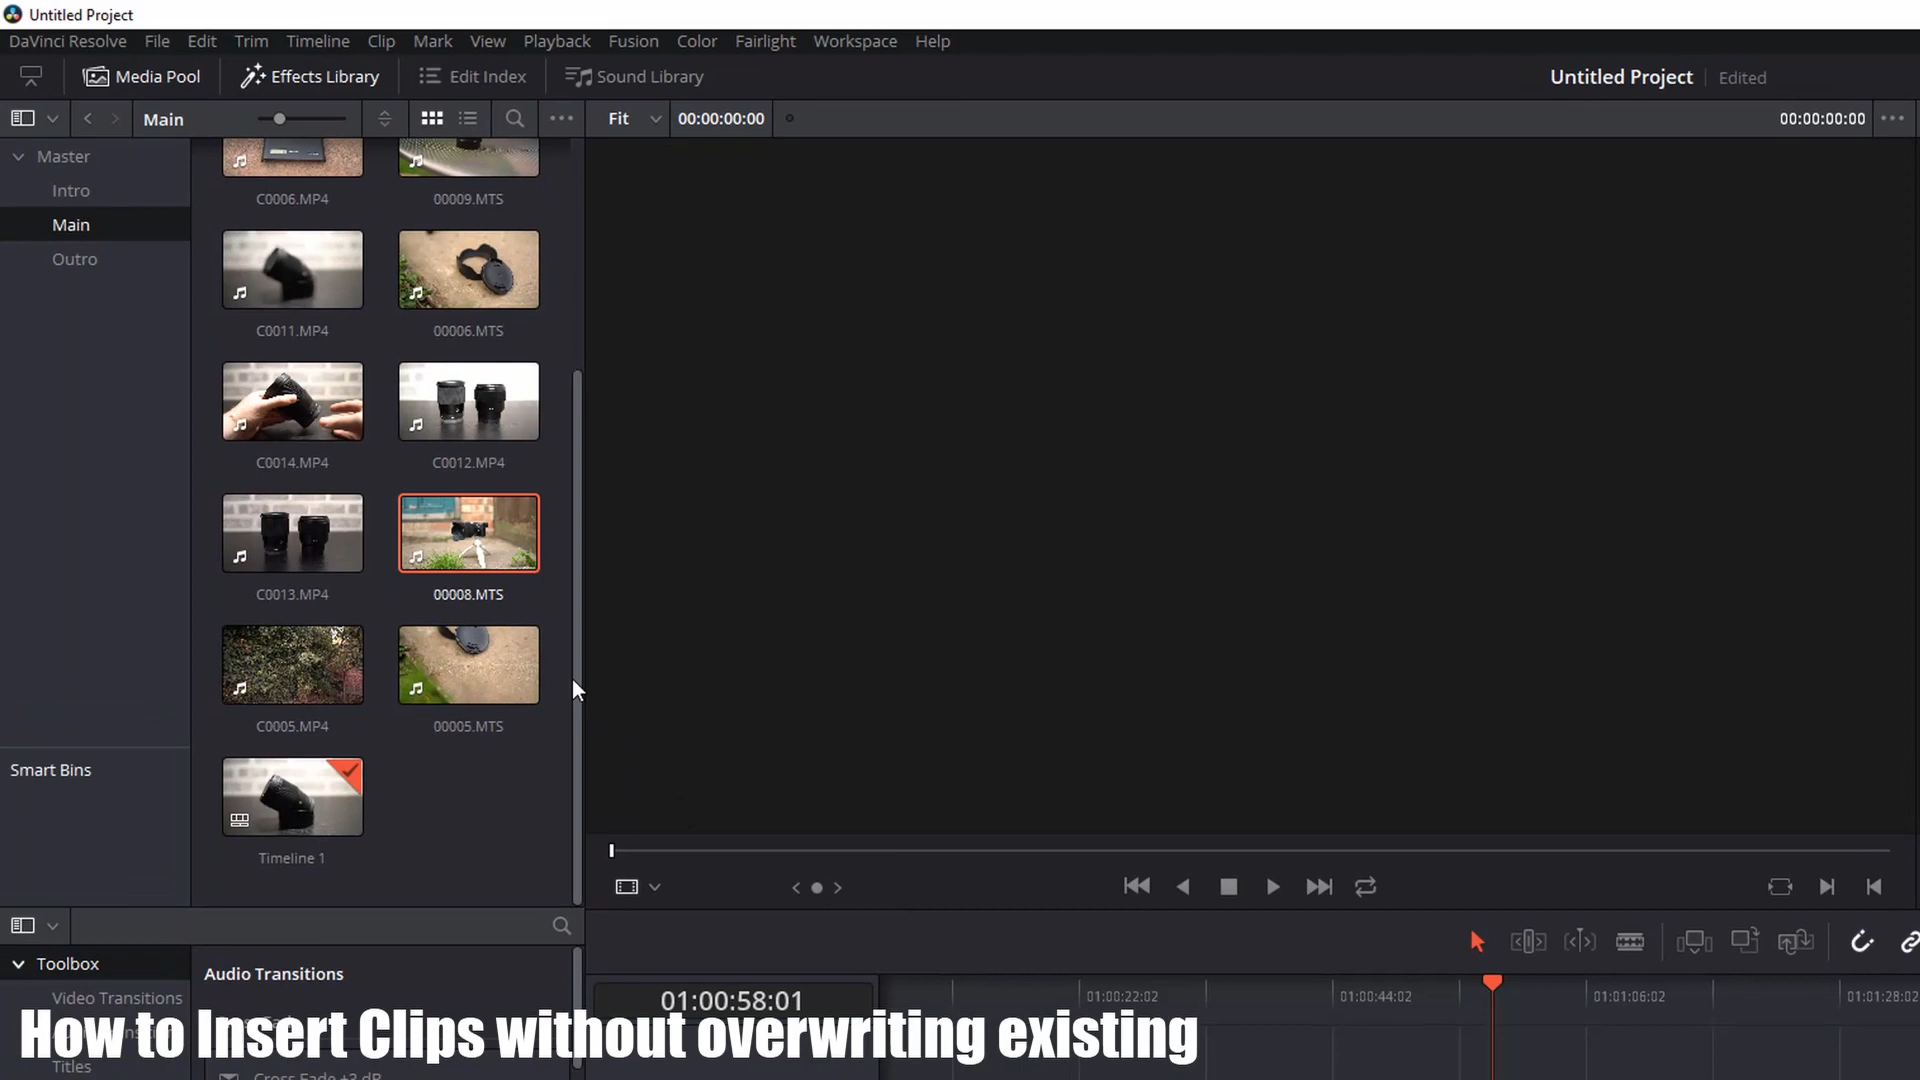 Untitled Project
DaVinci Resolve File Edit Trim Timeline Clip Mark View Playback Fusion Color Fairlight Workspace Help
Media Pool Effects Library Edit Index Sound Library Untitled Project Edited
Main Fit 00:00:00:00 00:00:00:00
Master
Intro
Main
Outro
C0006.MP4 00009.MTS
C0011.MP4 00006.MTS
C0014.MP4 C0012.MP4
C0013.MP4 00008.MTS
C0005.MP4 00005.MTS
Smart Bins
Timeline 1
Toolbox
Audio Transitions
Video Transitions
01:00:58:01
01:00:22:02 01:00:44:02 01:01:06:02 01:01:28:02
How to Insert Clips without overwriting existing
Titles
Cross Fade +3 dB